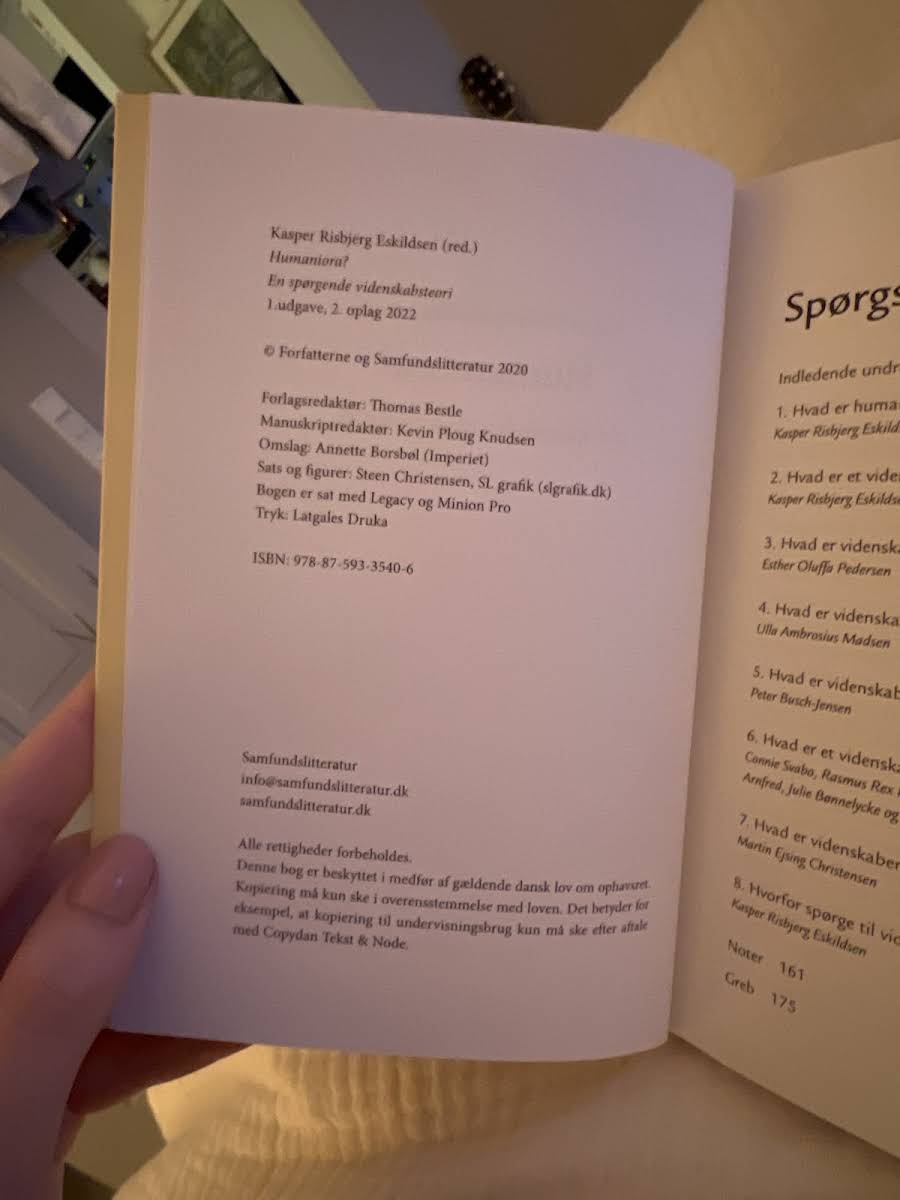 Kasper Risbjerg Eskildsen (red.)
Humaniora?
En spørgende videnskabsteori
1.udgave, 2. oplag 2022
© Forfatterne og Samfundslitteratur 2020
Forlagsredaktør: Thomas Bestle
Manuskriptredaktør: Kevin Ploug Knudsen
Omslag: Annette Borsbøl (Imperiet)
Sats og figurer: Steen Christensen, SL grafik (slgrafik.dk)
Bogen er sat med Legacy og Minion Pro
Tryk: Latgales Druka
ISBN: 978-87-593-3540-6
Samfundslitteratur
info@samfundslitteratur.dk
samfundslitteratur.dk
Alle rettigheder forbeholdes.
Denne bog er beskyttet i medfør af gældende dansk lov om ophavsret.
Kopiering må kun ske i overensstemmelse med loven. Det betyder for
eksempel, at kopiering til undervisningsbrug kun må ske efter aftale
med Copydan Tekst & Node.
Spørgs
Indledende undr
1. Hvad er huma
Kasper Risbjerg Eskild
2. Hvad er et vide
Kasper Risbjerg Eskilds
3. Hvad er vidensk
Esther Oluffa Pedersen
4. Hvad er videnska
Ulla Ambrosius Madsen
5. Hvad er videnskab
Peter Busch-Jensen
6. Hvad er et vidensk
Connie Svabo, Rasmus Rex
Arnfred, Julie Bønnelycke og
7. Hvad er videnskaber
Martin Ejsing Christensen
8. Hvorfor spørge til vid
Kasper Risbjerg Eskildsen
Noter 161
Greb 175